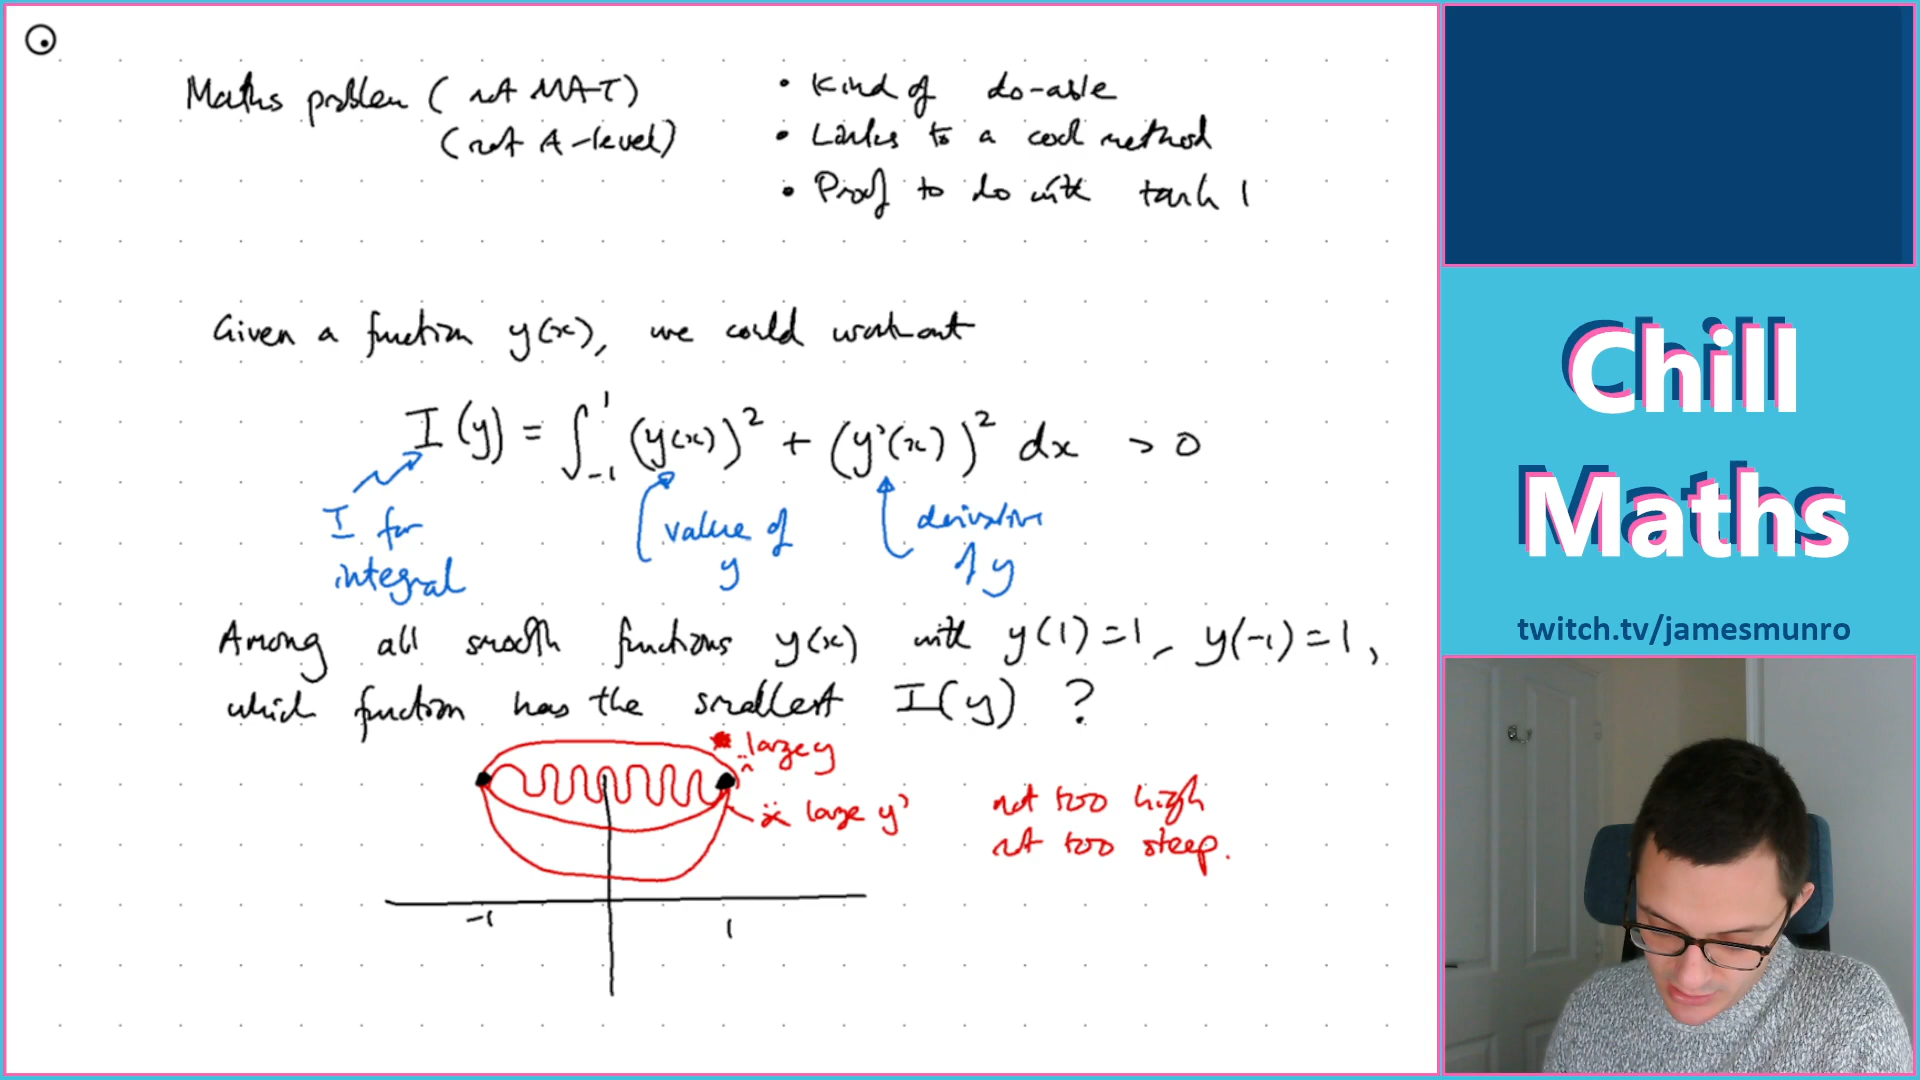 Maths problem (not MAT)
(not A-level)
• Kind of do-able
• Links to a cool method
• Proof to do with tanh 1
Given a function y(x), we could work out
I(y) = ∫₋₁¹ (y(x))² + (y'(x))² dx > 0
I for
integral
value of
y
derivative
of y
Among all smooth functions y(x) with y(1)=1, y(-1)=1,
which function has the smallest I(y) ?
large y
large y'
not too high
not too steep.
-1
1
Chill
Maths
twitch.tv/jamesmunro